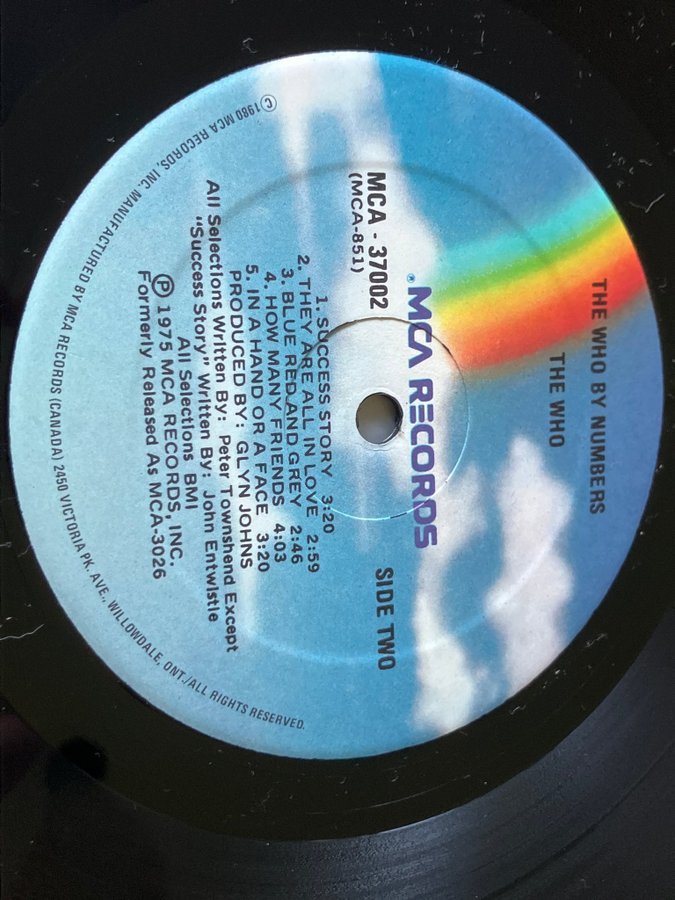 THE WHO BY NUMBERS
THE WHO
MCA RECORDS
MCA - 37002
(MCA-851)
SIDE TWO
1. SUCCESS STORY 3:20
2. THEY ARE ALL IN LOVE 2:59
3. BLUE RED AND GREY 2:46
4. HOW MANY FRIENDS 4:03
5. IN A HAND OR A FACE 3:20
PRODUCED BY: GLYN JOHNS
All Selections Written By: Peter Townshend Except
"Success Story" Written By: John Entwistle
All Selections BMI
℗ 1975 MCA RECORDS, INC.
Formerly Released As MCA-3026
© 1980 MCA RECORDS, INC. MANUFACTURED BY MCA RECORDS (CANADA) 2450 VICTORIA PK. AVE., WILLOWDALE, ONT./ALL RIGHTS RESERVED.